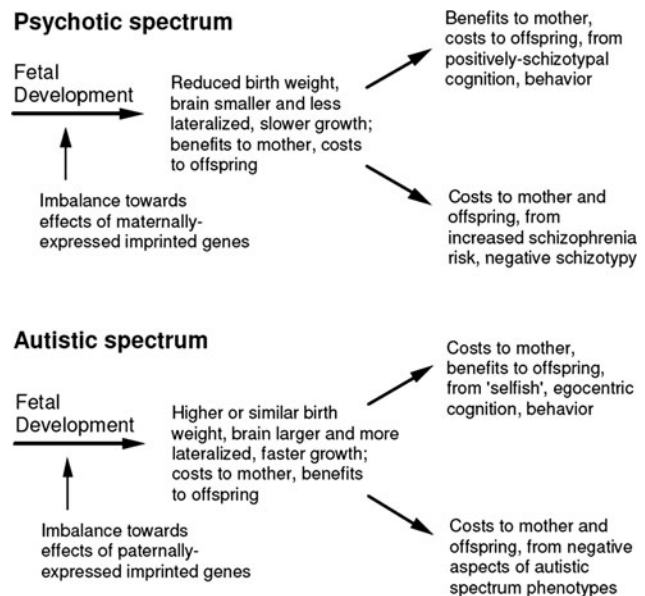 Psychotic spectrum
Fetal
Development
Imbalance towards
effects of maternally-
expressed imprinted genes
Reduced birth weight,
brain smaller and less
lateralized, slower growth;
benefits to mother, costs
to offspring
Benefits to mother,
costs to offspring, from
positively-schizotypal
cognition, behavior
Costs to mother and
offspring, from
increased schizophrenia
risk, negative schizotypy
Autistic spectrum
Fetal
Development
Imbalance towards
effects of paternally-
expressed imprinted genes
Higher or similar birth
weight, brain larger and more
lateralized, faster growth;
costs to mother, benefits
to offspring
Costs to mother,
benefits to offspring,
from 'selfish', egocentric
cognition, behavior
Costs to mother and
offspring, from negative
aspects of autistic
spectrum phenotypes